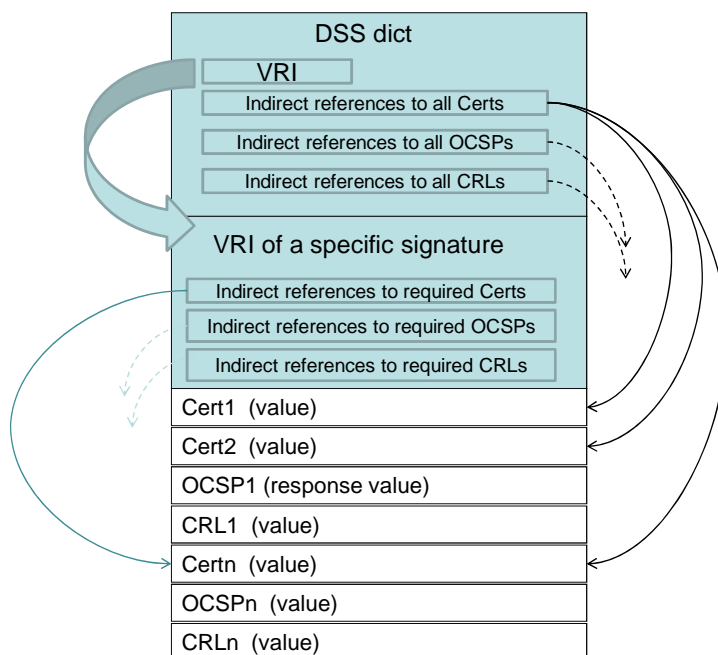 DSS dict
VRI
Indirect references to all Certs
Indirect references to all OCSPs
Indirect references to all CRLs
VRI of a specific signature
Indirect references to required Certs
Indirect references to required OCSPs
Indirect references to required CRLs
Cert1 (value)
Cert2 (value)
OCSP1 (response value)
CRL1 (value)
Certn (value)
OCSPn (value)
CRLn (value)